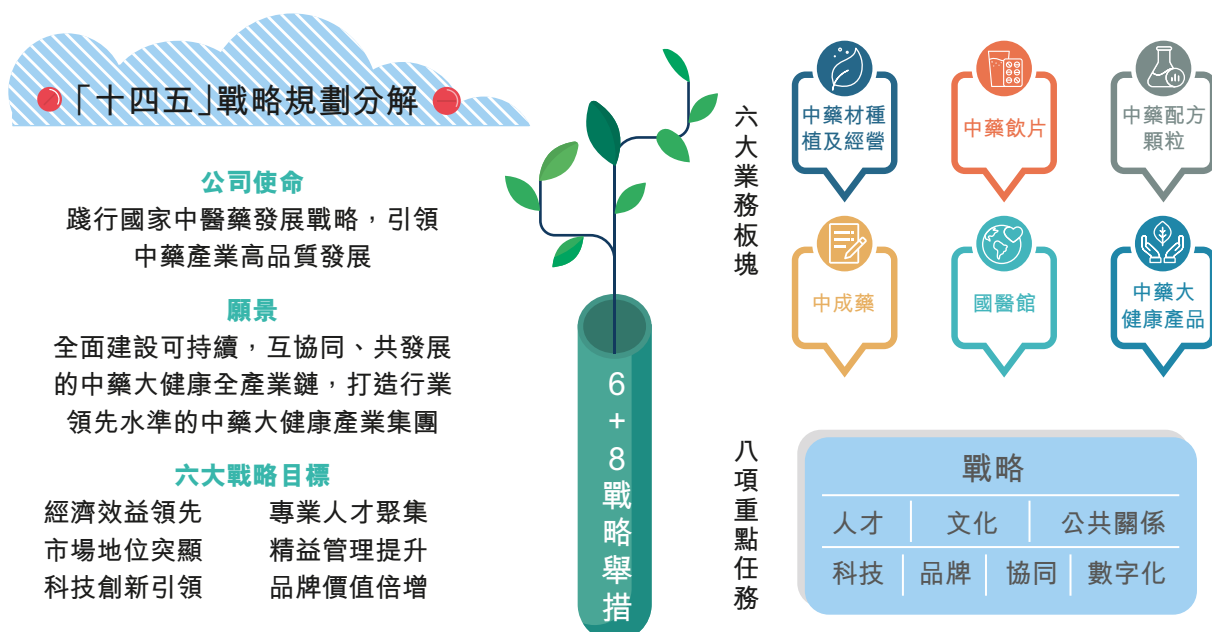 「十四五」戰略規劃分解
公司使命
踐行國家中醫藥發展戰略，引領
中藥產業高品質發展
願景
全面建設可持續，互協同、共發展
的中藥大健康全產業鏈，打造行業
領先水準的中藥大健康產業集團
六大戰略目標
經濟效益領先 專業人才聚集
市場地位突顯 精益管理提升
科技創新引領 品牌價值倍增
6+8戰略舉措
六大業務板塊
中藥材種
植及經營
中藥飲片
中藥配方
顆粒
中成藥
國醫館
中藥大
健康產品
八項重點任務
戰略
人才 文化 公共關係
科技 品牌 協同 數字化